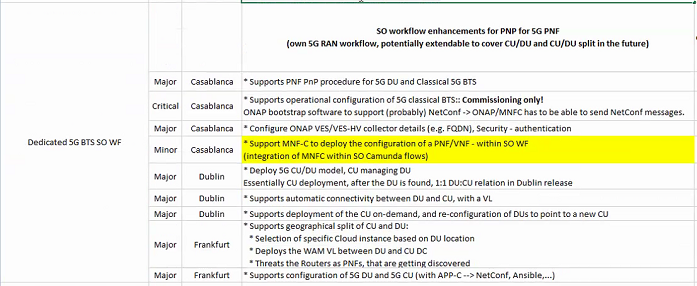 SO workflow enhancements for PNP for 5G PNF
(own 5G RAN workflow, potentially extendable to cover CU/DU and CU/DU split in the future)
Dedicated 5G BTS SO WF
Major Casablanca * Supports PNF PnP procedure for 5G DU and Classical 5G BTS
Critical Casablanca * Supports operational configuration of 5G classical BTS:: Commissioning only!
ONAP bootstrap software to support (probably) NetConf -> ONAP/MNFC has to be able to send NetConf messages.
Major Casablanca * Configure ONAP VES/VES-HV collector details (e.g. FQDN), Security - authentication
Minor Casablanca * Support MNF-C to deploy the configuration of a PNF/VNF - within SO WF
(integration of MNFC within SO Camunda flows)
Major Dublin * Deploy 5G CU/DU model, CU managing DU
Essentially CU deployment, after the DU is found, 1:1 DU:CU relation in Dublin release
Major Dublin * Supports automatic connectivity between DU and CU, with a VL
Major Dublin * Supports deployment of the CU on-demand, and re-configuration of DUs to point to a new CU
Major Frankfurt * Supports geographical split of CU and DU:
* Selection of specific Cloud instance based on DU location
* Deploys the WAM VL between DU and CU DC
* Threats the Routers as PNFs, that are getting discovered
Major Frankfurt * Supports configuration of 5G DU and 5G CU (with APP-C --> NetConf, Ansible,...)